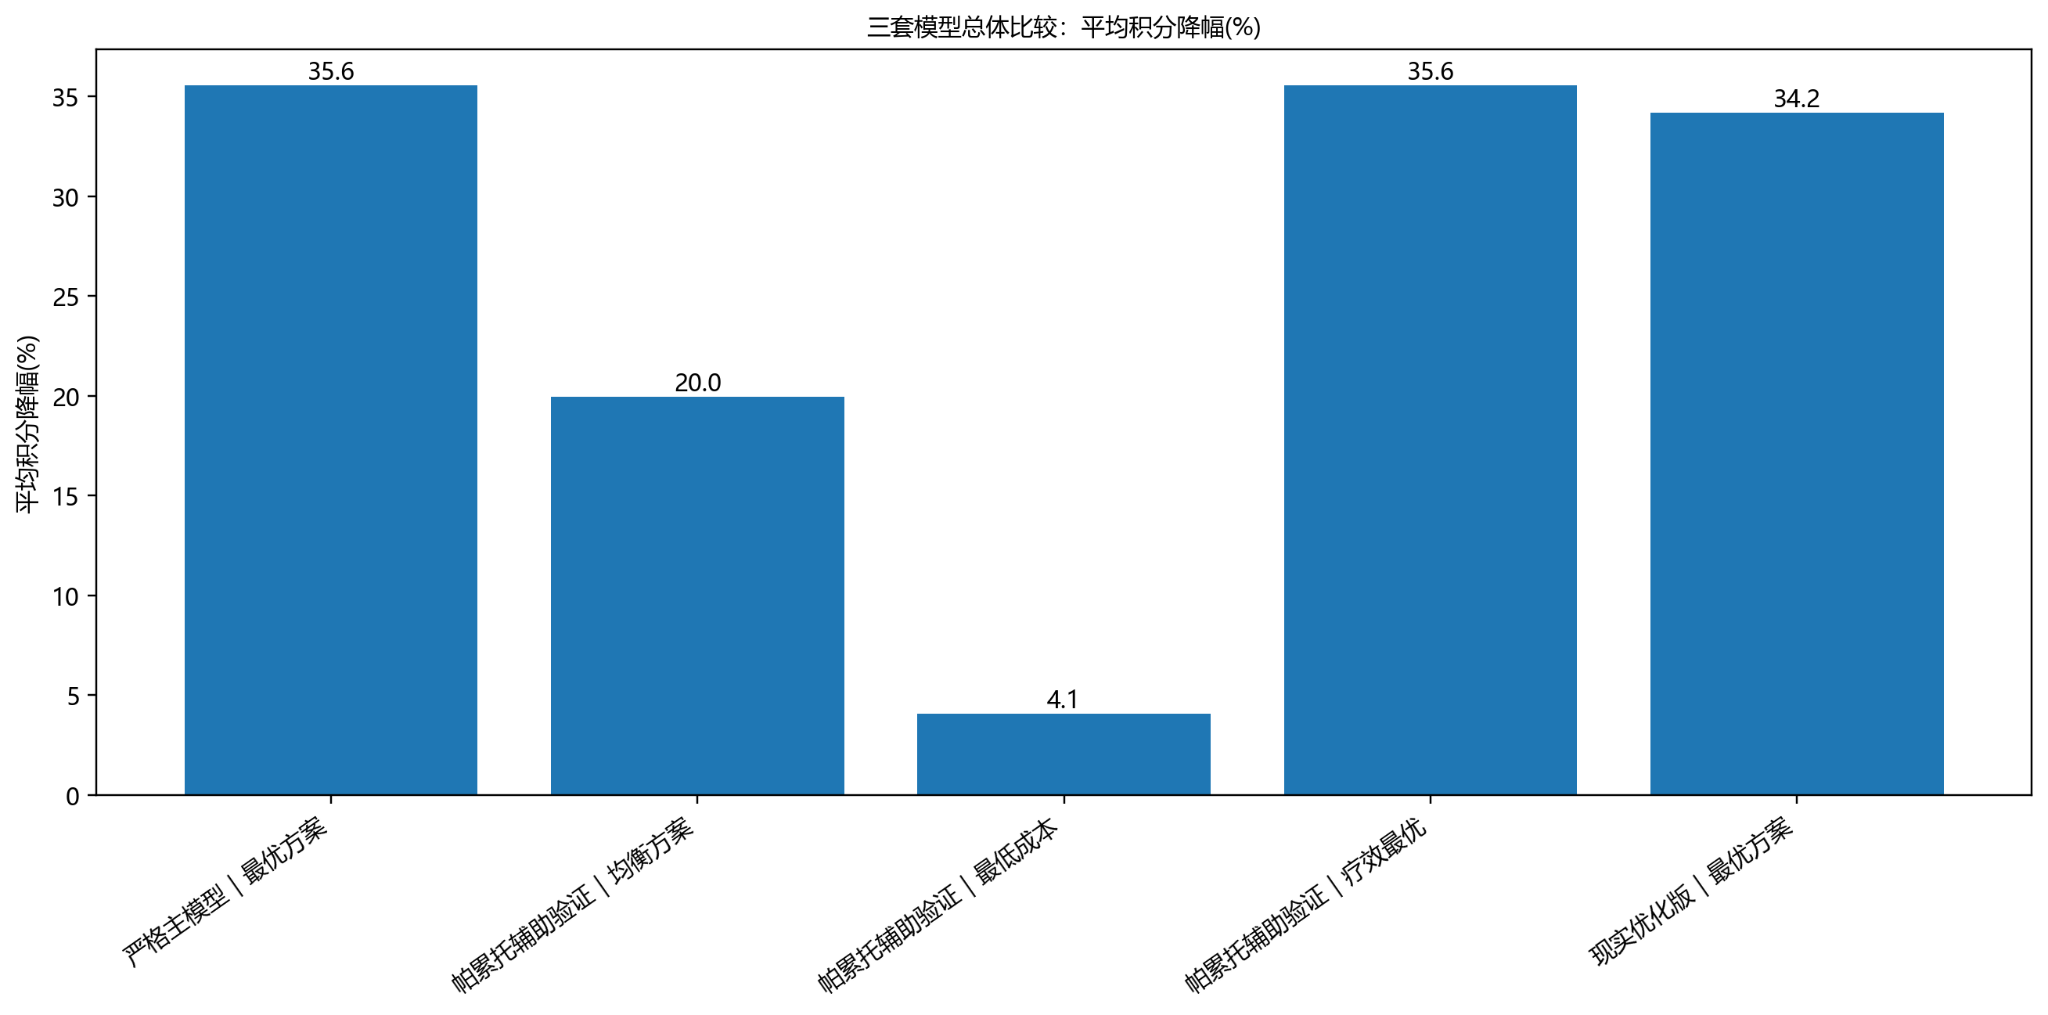 三套模型总体比较：平均积分降幅(%)
35.6
20.0
4.1
35.6
34.2
平均积分降幅(%)
35
30
25
20
15
10
5
0
严格主模型｜最优方案
帕累托辅助验证｜均衡方案
帕累托辅助验证｜最低成本
帕累托辅助验证｜疗效最优
现实优化版｜最优方案